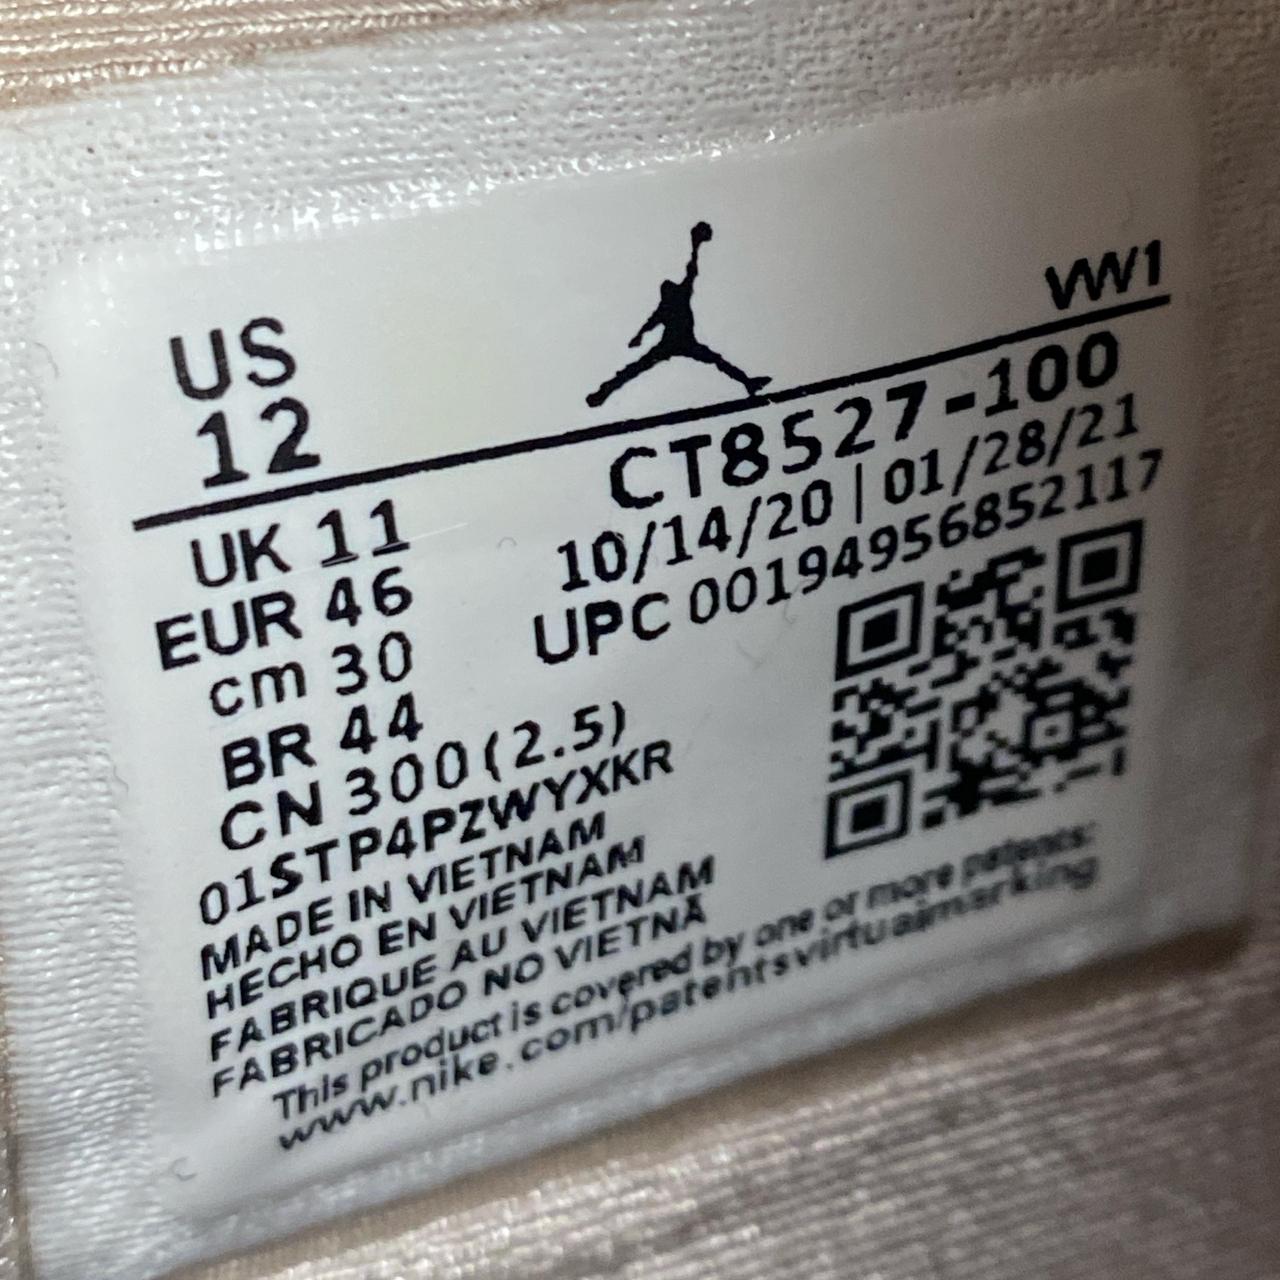 US
12
VW1
UK 11
EUR 46
cm 30
BR 44
CN 300(2.5)
CT8527-100
10/14/20 | 01/28/21
UPC 00194956852117
01STP4PZWYXKR
MADE IN VIETNAM
HECHO EN VIETNAM
FABRIQUE AU VIETNAM
FABRICADO NO VIETNÃ
This product is covered by one or more patents:
www.nike.com/patentsvirtualmarking